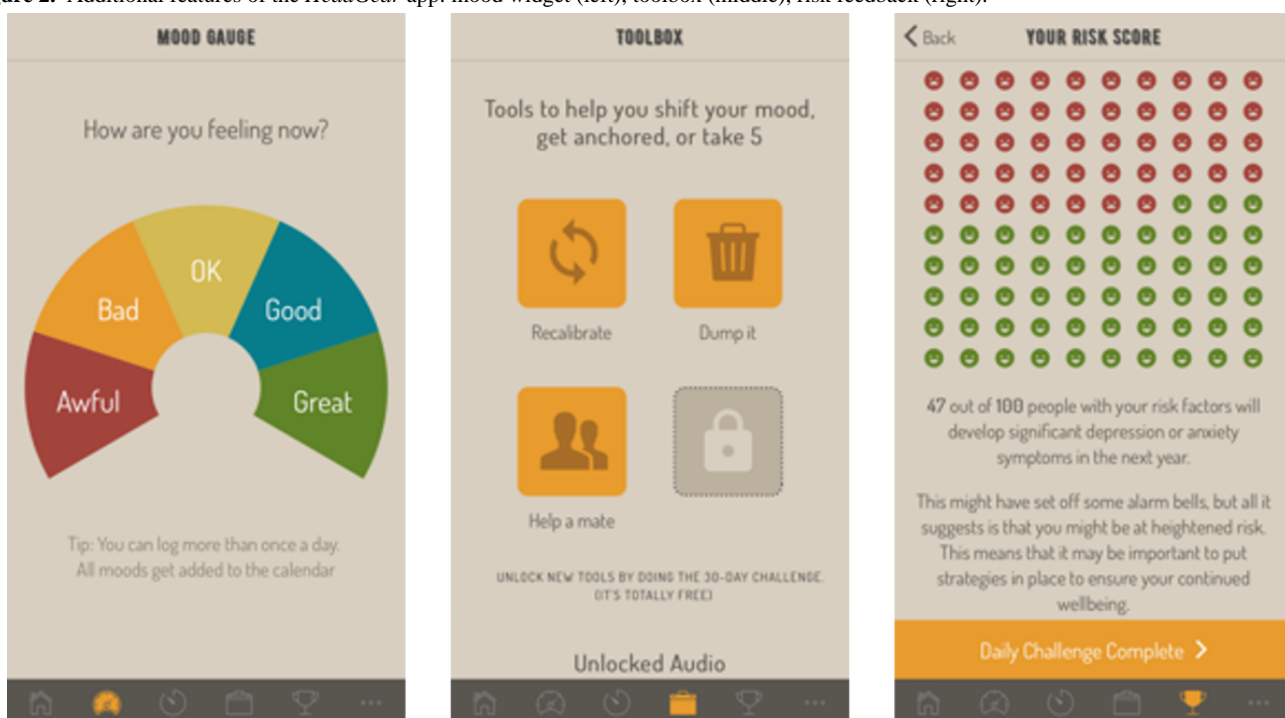 Figure 2. Additional features of the HeadGear app: mood widget (left), toolbox (middle), risk feedback (right).
MOOD GAUGE
How are you feeling now?
Awful
Bad
OK
Good
Great
Tip: You can log more than once a day.
All moods get added to the calendar
TOOLBOX
Tools to help you shift your mood,
get anchored, or take 5
Recalibrate
Dump it
Help a mate
UNLOCK NEW TOOLS BY DOING THE 30-DAY CHALLENGE.
(IT'S TOTALLY FREE)
Unlocked Audio
Back
YOUR RISK SCORE
47 out of 100 people with your risk factors will
develop significant depression or anxiety
symptoms in the next year.
This might have set off some alarm bells, but all it
suggests is that you might be at heightened risk.
This means that it may be important to put
strategies in place to ensure your continued
wellbeing.
Daily Challenge Complete